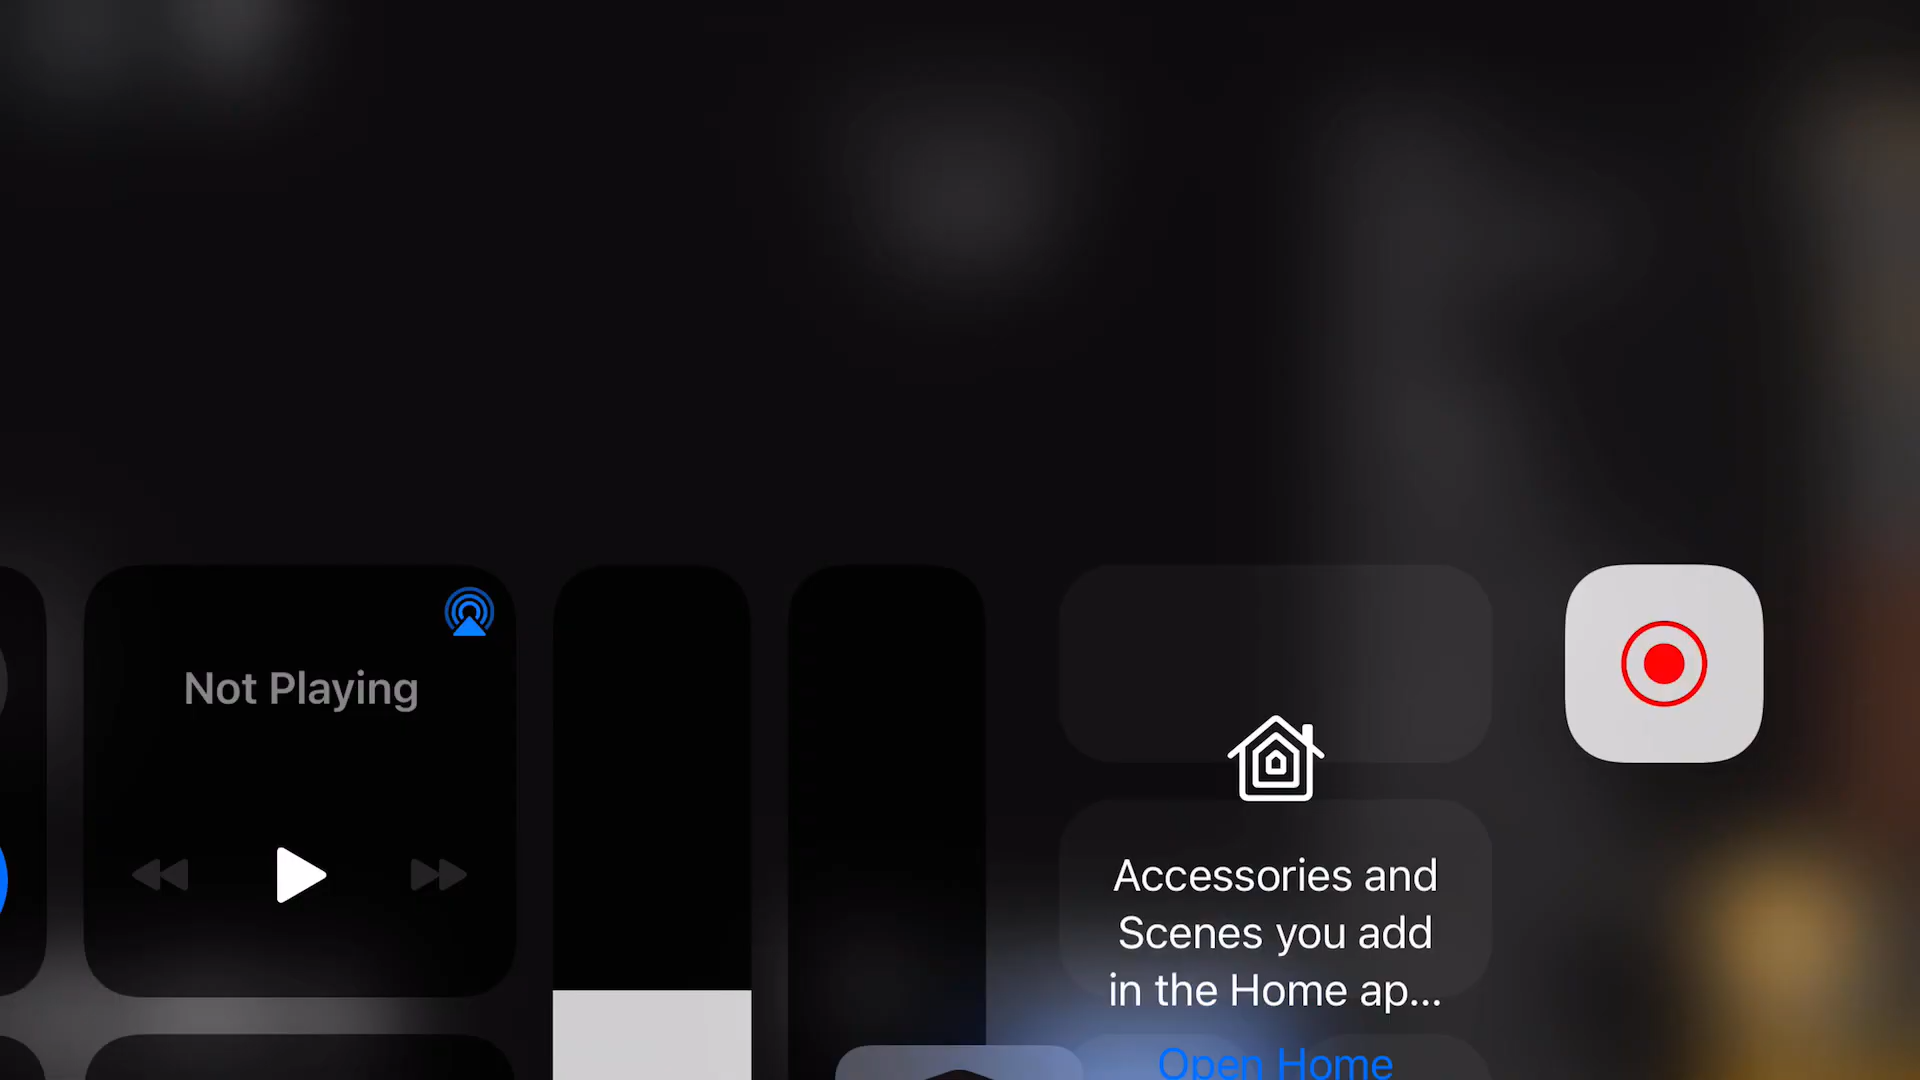 Not Playing
Accessories and
Scenes you add
in the Home ap...
Open Home